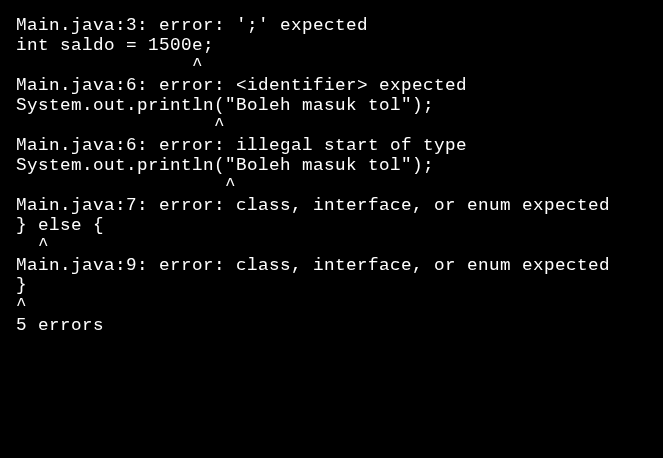 Main.java:3: error: ';' expected
int saldo = 1500e;
^
Main.java:6: error: <identifier> expected
System.out.println("Boleh masuk tol");
^
Main.java:6: error: illegal start of type
System.out.println("Boleh masuk tol");
^
Main.java:7: error: class, interface, or enum expected
} else {
^
Main.java:9: error: class, interface, or enum expected
}
^
5 errors